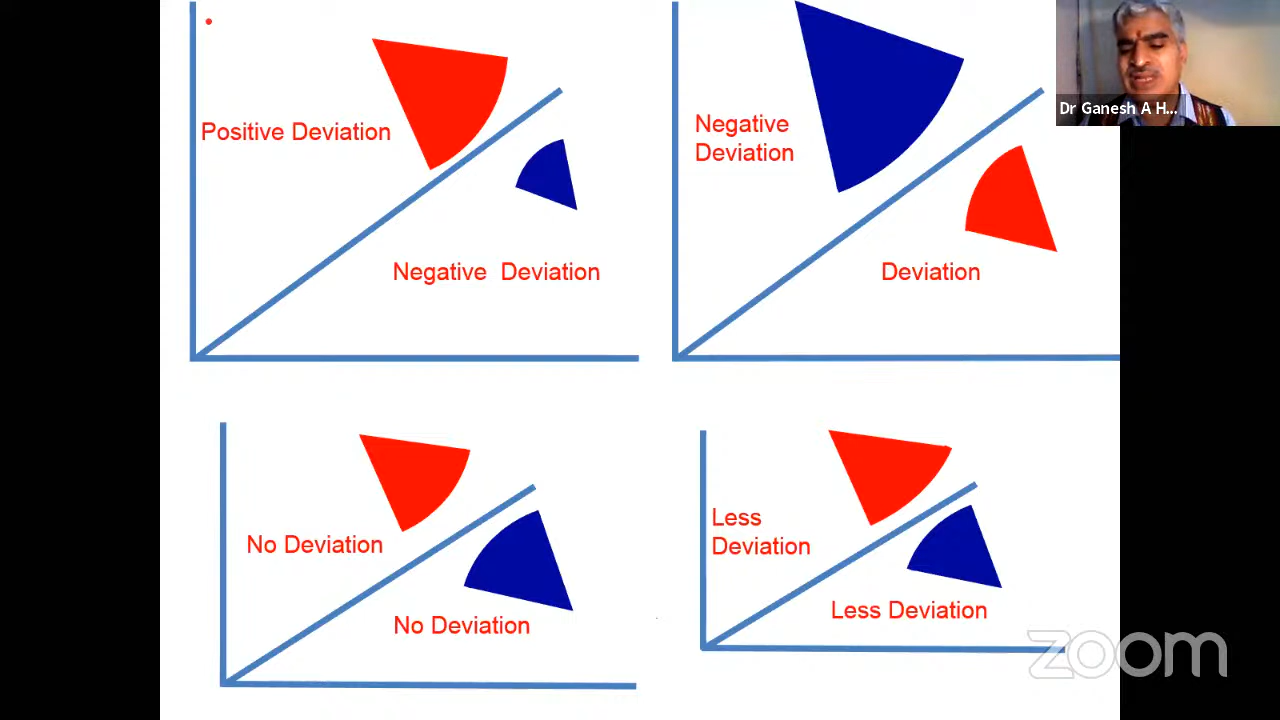 Positive Deviation
Negative  Deviation
Negative
Deviation
Deviation
Dr Ganesh A H...
No Deviation
No Deviation
Less
Deviation
Less Deviation
zoom